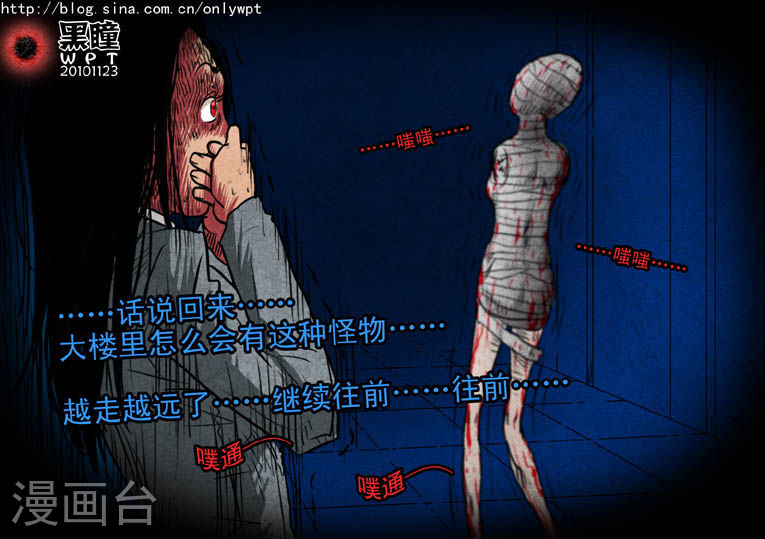 http://blog.sina.com.cn/onlywpt
黑瞳
WPT
20101123
……嗤嗤……
……嗤嗤……
……话说回来……
大楼里怎么会有这种怪物……
越走越远了……继续往前……往前……
噗通
噗通
漫画台